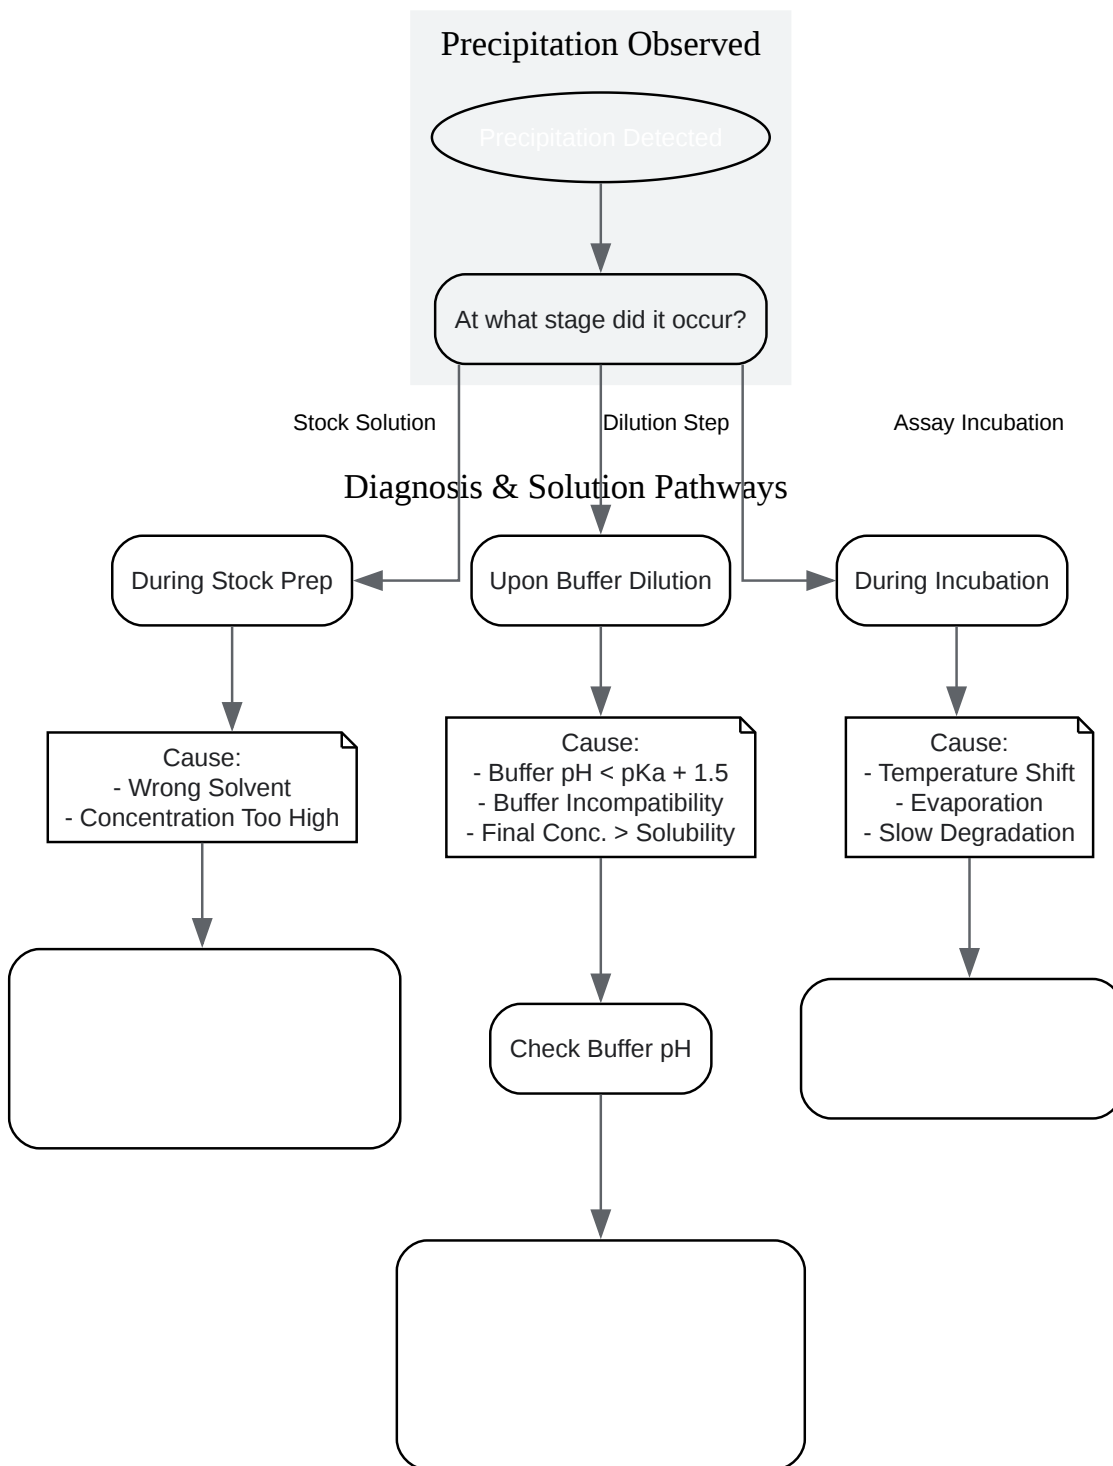 Precipitation Observed
Precipitation Detected
At what stage did it occur?
Stock Solution
Dilution Step
Assay Incubation
Diagnosis & Solution Pathways
During Stock Prep
Upon Buffer Dilution
During Incubation
Cause:
- Wrong Solvent
- Concentration Too High
Cause:
- Buffer pH < pKa + 1.5
- Buffer Incompatibility
- Final Conc. > Solubility
Cause:
- Temperature Shift
- Evaporation
- Slow Degradation
Check Buffer pH